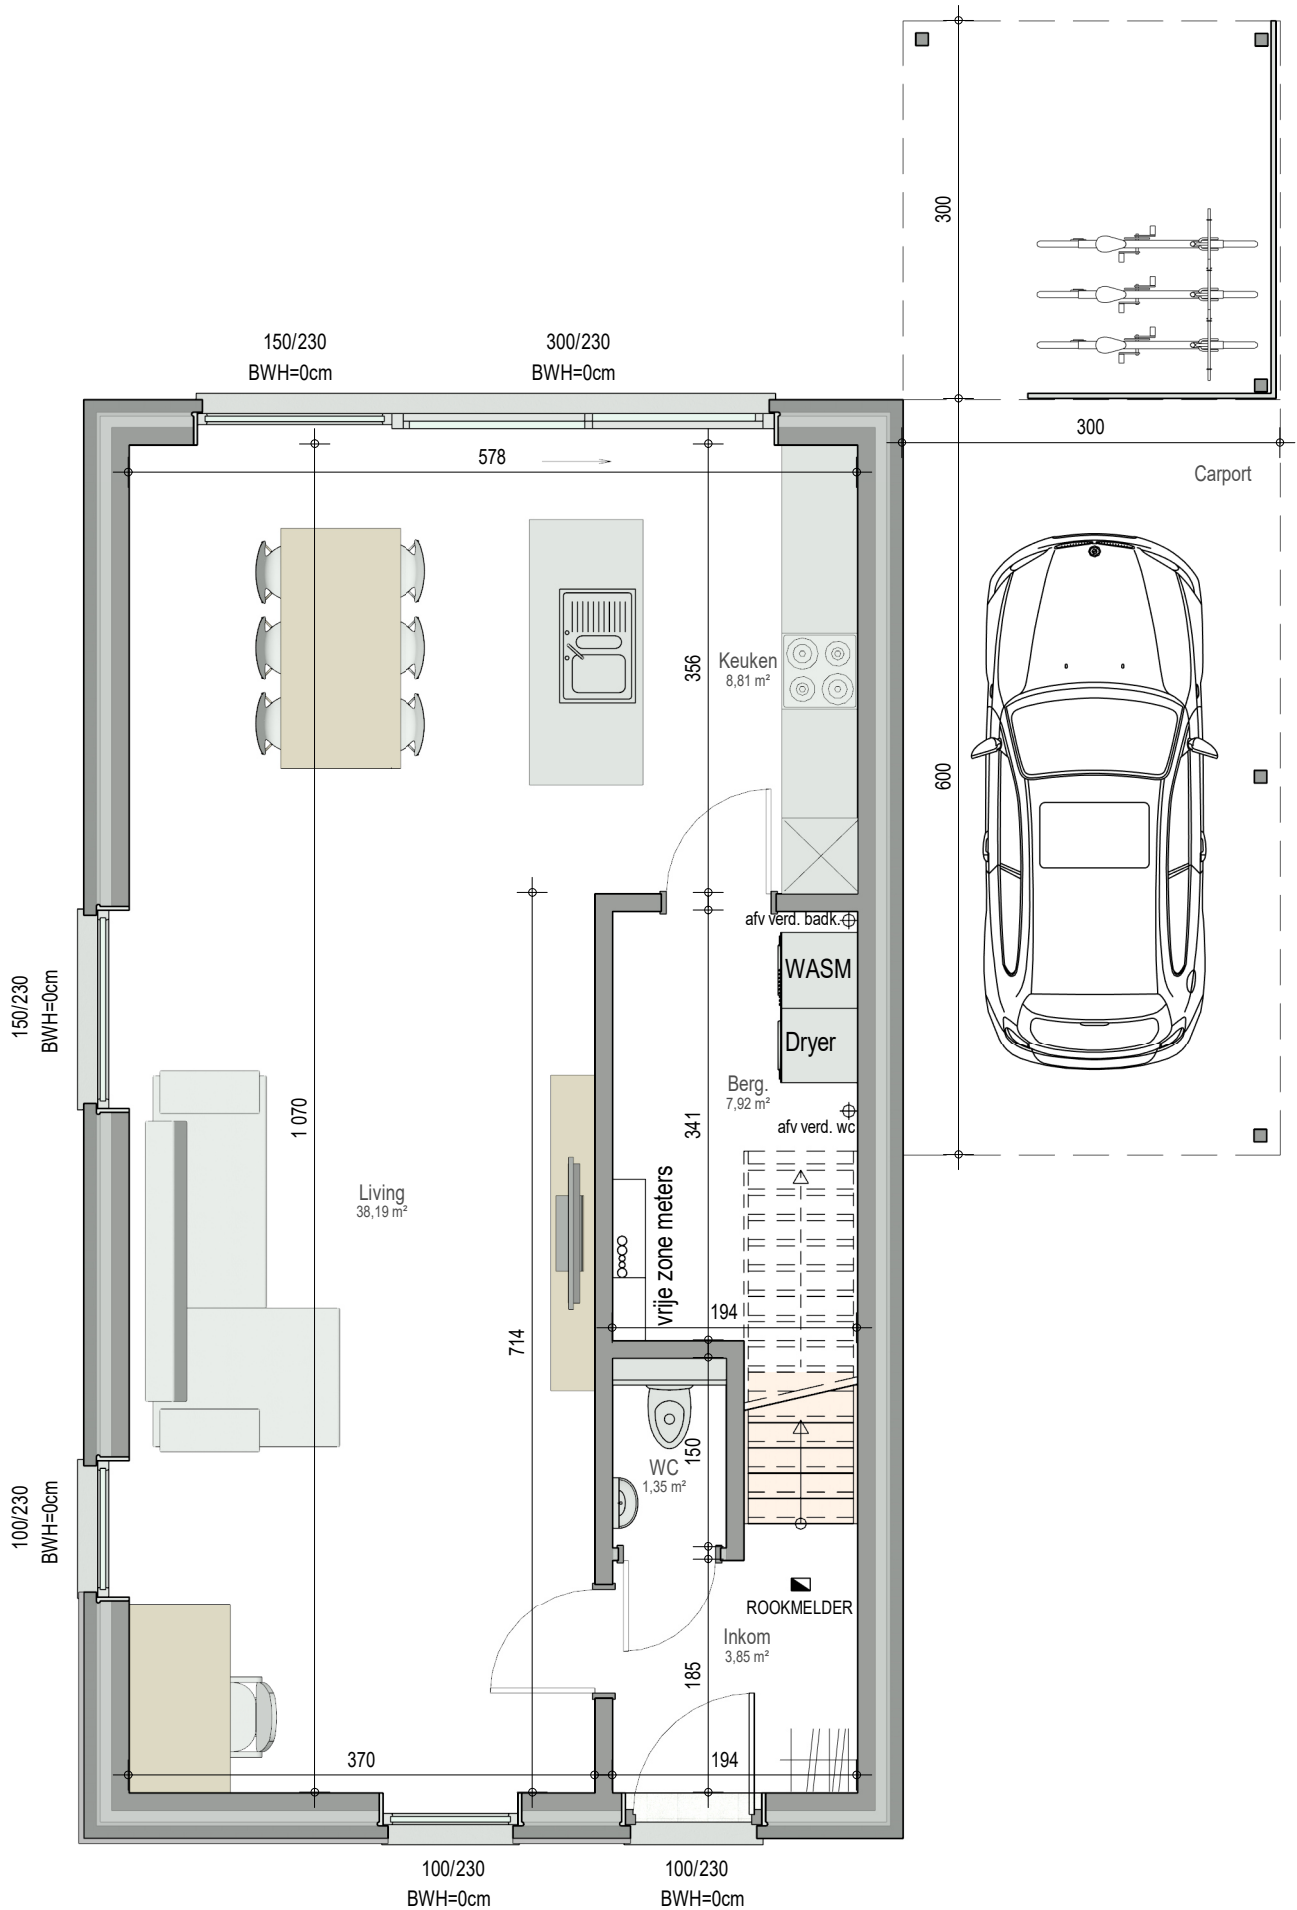 300
150/230
BWH=0cm
300/230
BWH=0cm
300
578
Carport
356
Keuken
8,81 m²
600
afv verd. badk.
WASM
150/230
BWH=0cm
Dryer
Berg.
7,92 m²
1 070
341
afv verd. wc
Living
38,19 m²
vrije zone meters
194
714
150
WC
1,35 m²
100/230
BWH=0cm
ROOKMELDER
Inkom
3,85 m²
185
370
194
100/230
BWH=0cm
100/230
BWH=0cm